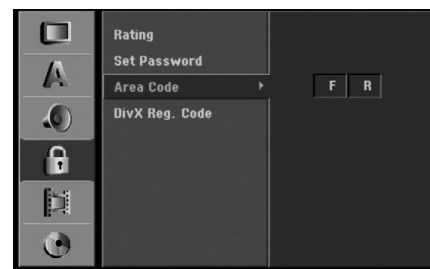 Rating
Set Password
Area Code
F R
DivX Reg. Code